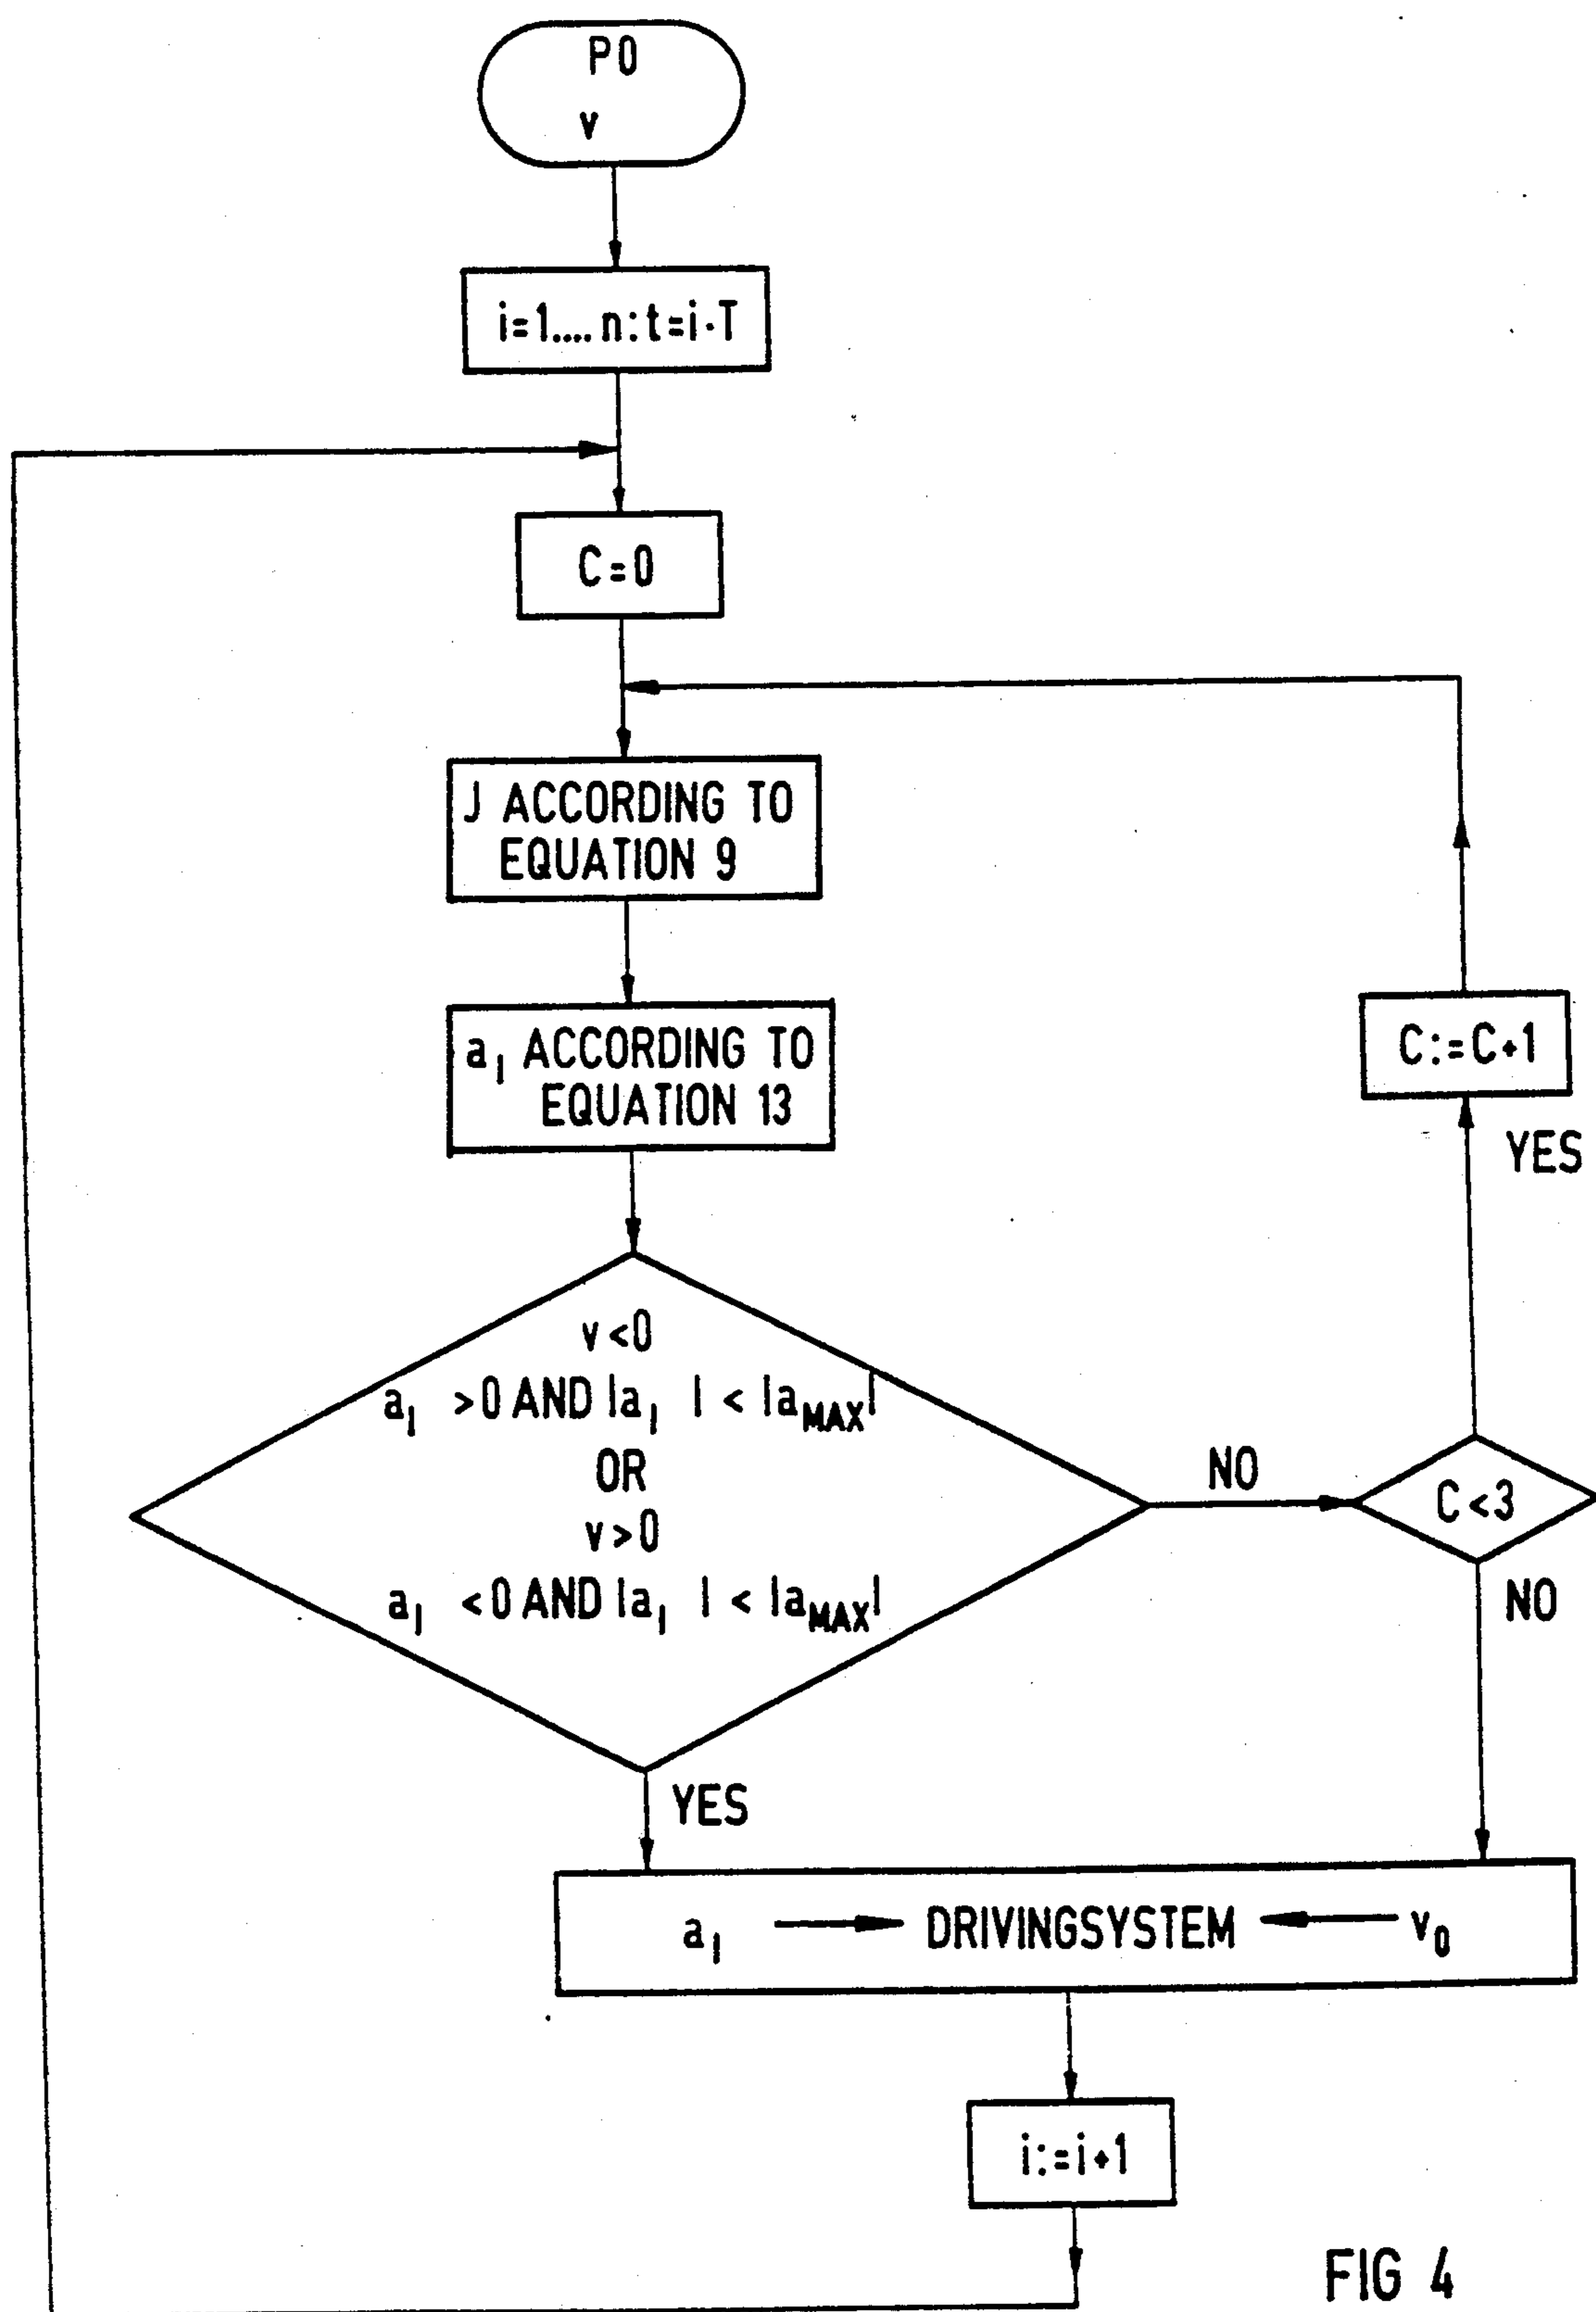 P0
v
i=1....n:t=i·T
C=0
J ACCORDING TO
EQUATION 9
a₁ ACCORDING TO
EQUATION 13
C:=C+1
YES
v<0
a₁ >0 AND |a₁ | < |aMAX|
OR
v>0
a₁ <0 AND |a₁ | < |aMAX|
NO
C<3
NO
YES
a₁ → DRIVINGSYSTEM ← v₀
i:=i+1
FIG 4